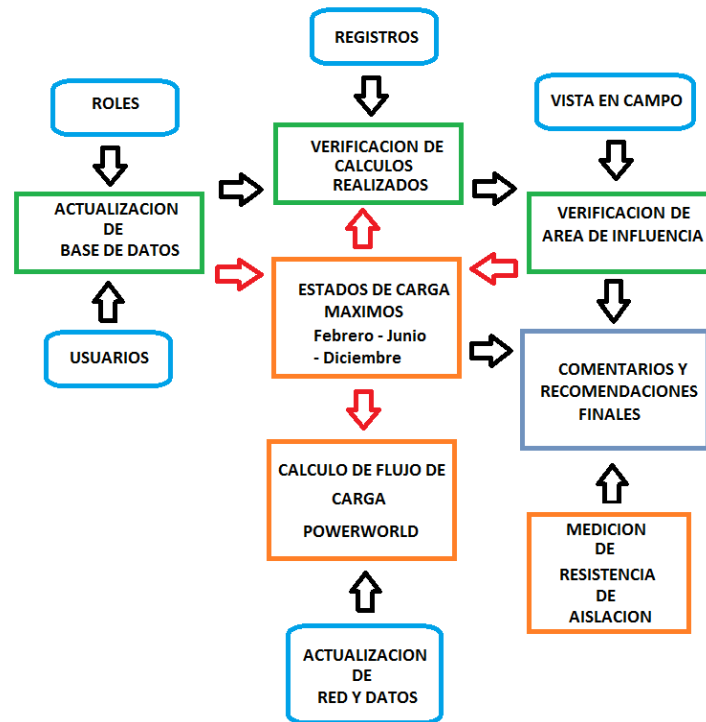 REGISTROS
ROLES
VISTA EN CAMPO
VERIFICACION DE
CALCULOS
REALIZADOS
ACTUALIZACION
DE
BASE DE DATOS
VERIFICACION DE
AREA DE INFLUENCIA
ESTADOS DE CARGA
MAXIMOS
Febrero - Junio
- Diciembre
USUARIOS
COMENTARIOS Y
RECOMENDACIONES
FINALES
CALCULO DE FLUJO DE
CARGA
POWERWORLD
MEDICION
DE
RESISTENCIA
DE
AISLACION
ACTUALIZACION
DE
RED Y DATOS